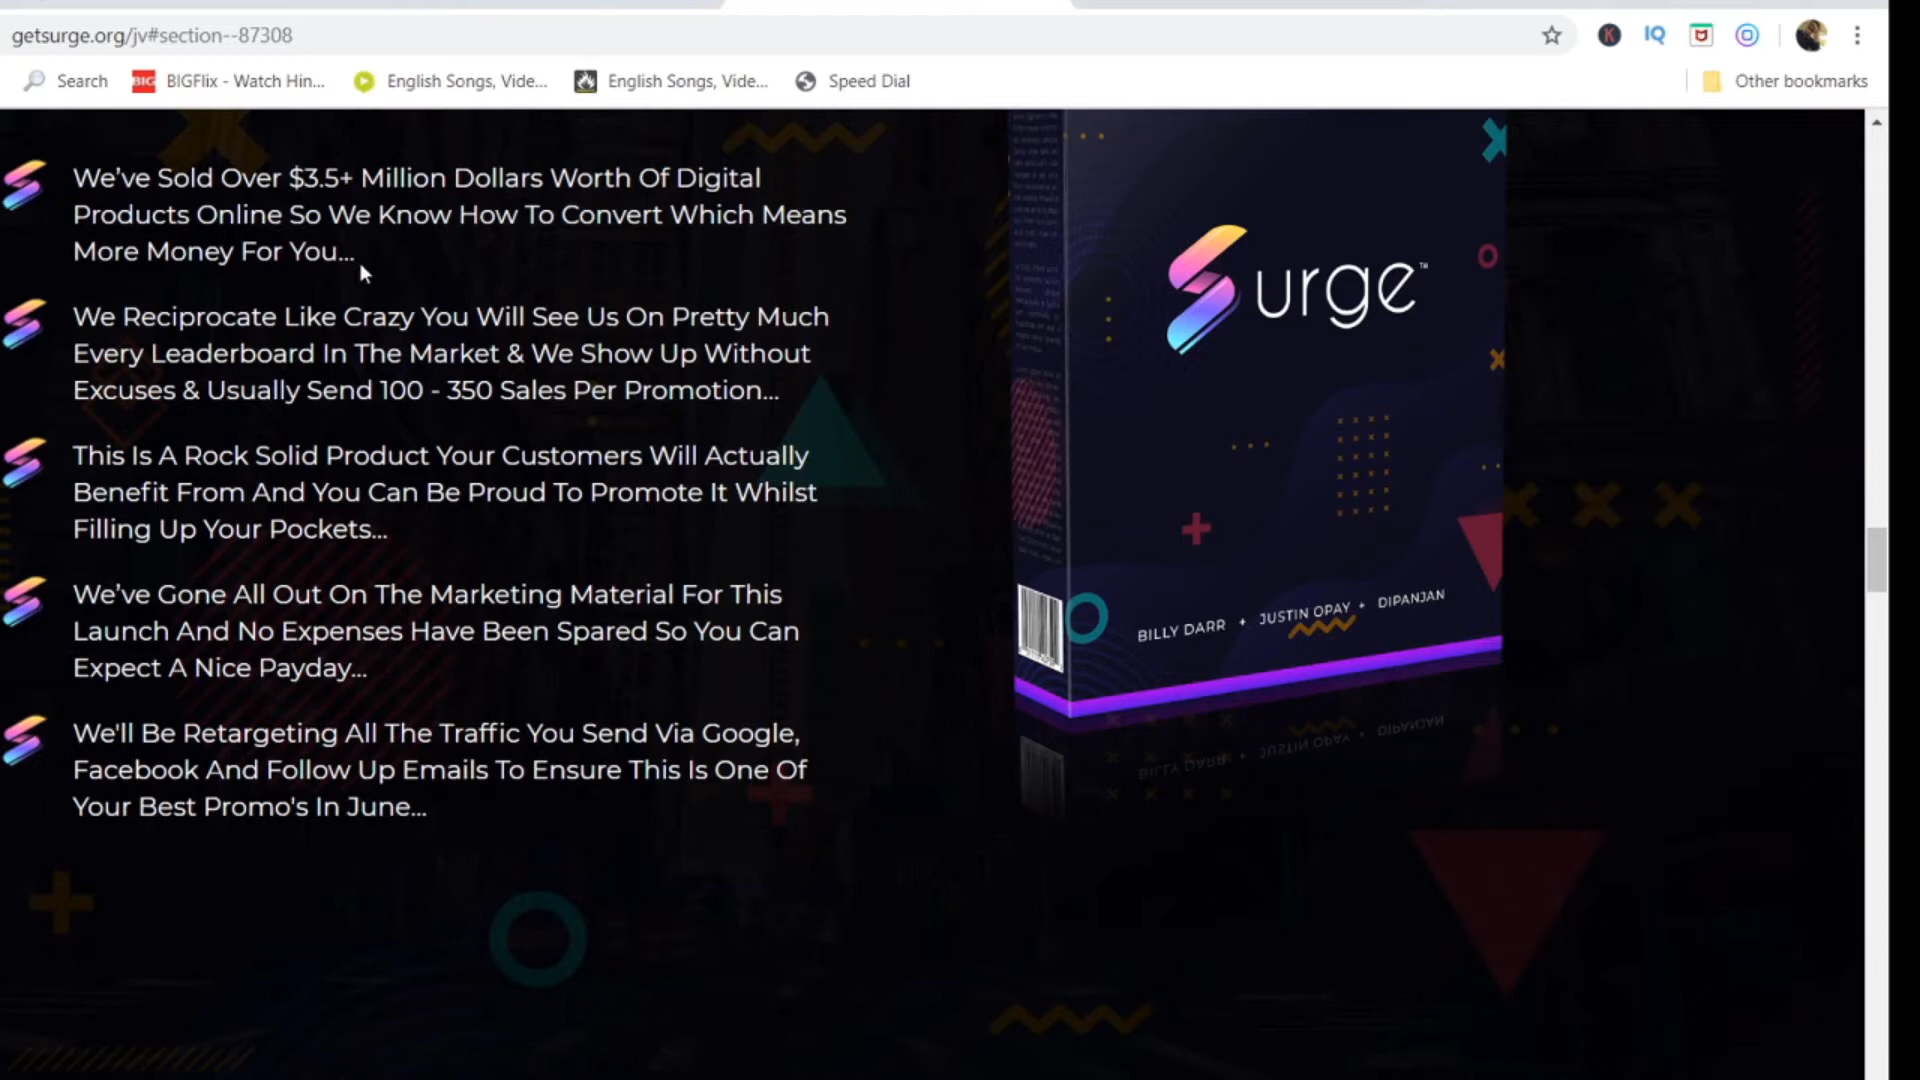 getsurge.org/jv#section--87308
Search
BIGFlix - Watch Hin...
English Songs, Vide...
English Songs, Vide...
Speed Dial
Other bookmarks
We’ve Sold Over $3.5+ Million Dollars Worth Of Digital
Products Online So We Know How To Convert Which Means
More Money For You...
We Reciprocate Like Crazy You Will See Us On Pretty Much
Every Leaderboard In The Market & We Show Up Without
Excuses & Usually Send 100 - 350 Sales Per Promotion...
This Is A Rock Solid Product Your Customers Will Actually
Benefit From And You Can Be Proud To Promote It Whilst
Filling Up Your Pockets...
We’ve Gone All Out On The Marketing Material For This
Launch And No Expenses Have Been Spared So You Can
Expect A Nice Payday...
We'll Be Retargeting All The Traffic You Send Via Google,
Facebook And Follow Up Emails To Ensure This Is One Of
Your Best Promo's In June...
Surge™
BILLY DARR + JUSTIN OPAY + DIPANJAN